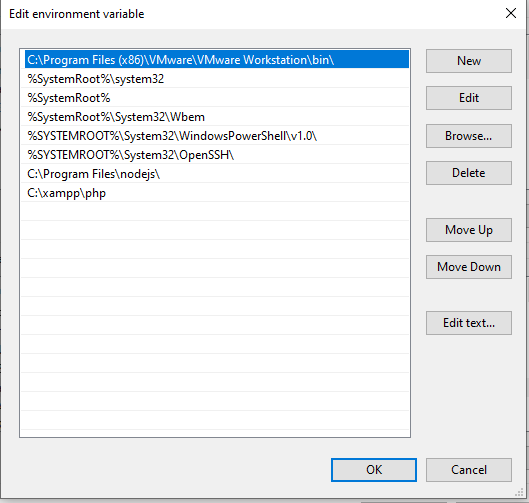 Edit environment variable
C:\Program Files (x86)\VMware\VMware Workstation\bin\
%SystemRoot%\system32
%SystemRoot%
%SystemRoot%\System32\Wbem
%SYSTEMROOT%\System32\WindowsPowerShell\v1.0\
%SYSTEMROOT%\System32\OpenSSH\
C:\Program Files\nodejs\
C:\xampp\php
New
Edit
Browse...
Delete
Move Up
Move Down
Edit text...
OK
Cancel